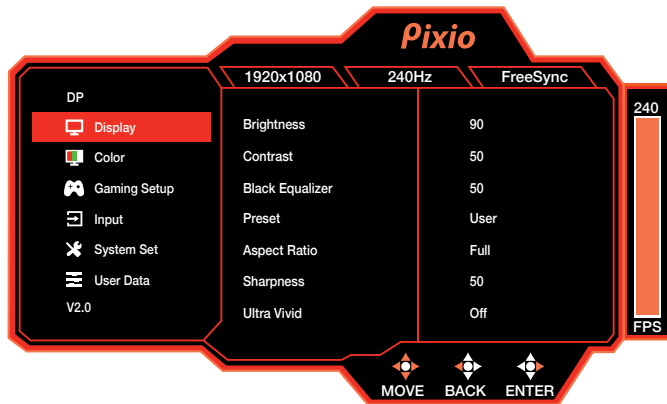 Pixio
1920x1080 240Hz FreeSync
DP
Display
Color
Gaming Setup
Input
System Set
User Data
V2.0
Brightness 90
Contrast 50
Black Equalizer 50
Preset User
Aspect Ratio Full
Sharpness 50
Ultra Vivid Off
240
FPS
MOVE BACK ENTER